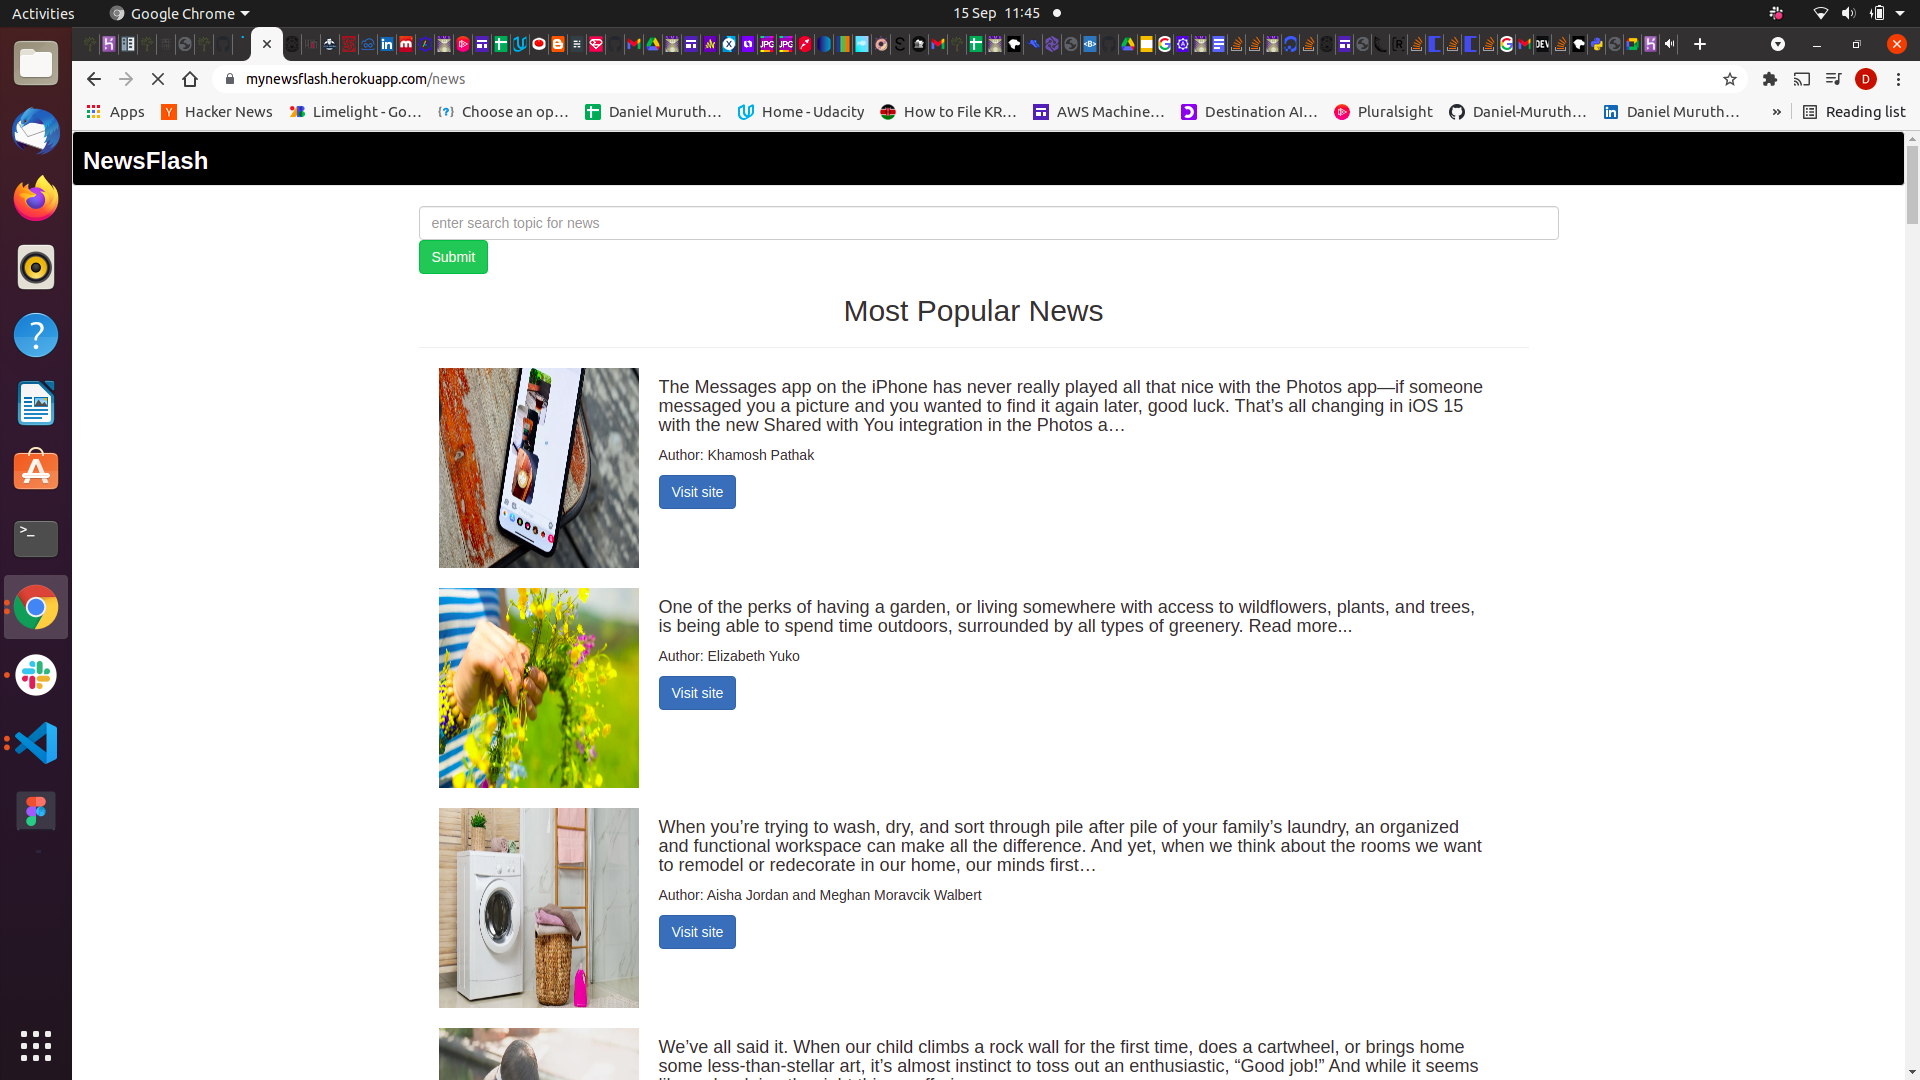 Activities
Google Chrome
15 Sep 11:45
mynewsflash.herokuapp.com/news
D
Apps
Hacker News
Limelight - Go…
Choose an op…
Daniel Muruth…
Home - Udacity
How to File KR…
AWS Machine…
Destination AI…
Pluralsight
Daniel-Muruth…
Daniel Muruth…
»
Reading list
NewsFlash
enter search topic for news
Submit
Most Popular News
The Messages app on the iPhone has never really played all that nice with the Photos app—if someone
messaged you a picture and you wanted to find it again later, good luck. That’s all changing in iOS 15
with the new Shared with You integration in the Photos a…
Author: Khamosh Pathak
Visit site
One of the perks of having a garden, or living somewhere with access to wildflowers, plants, and trees,
is being able to spend time outdoors, surrounded by all types of greenery. Read more...
Author: Elizabeth Yuko
Visit site
When you’re trying to wash, dry, and sort through pile after pile of your family’s laundry, an organized
and functional workspace can make all the difference. And yet, when we think about the rooms we want
to remodel or redecorate in our home, our minds first…
Author: Aisha Jordan and Meghan Moravcik Walbert
Visit site
We’ve all said it. When our child climbs a rock wall for the first time, does a cartwheel, or brings home
some less-than-stellar art, it’s almost instinct to toss out an enthusiastic, “Good job!” And while it seems